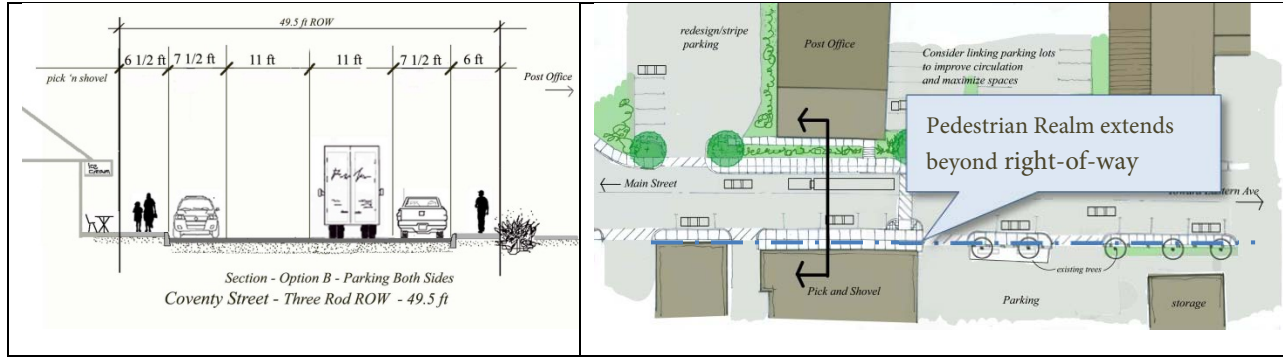 49.5 ft ROW
6 1/2 ft 7 1/2 ft 11 ft 11 ft 7 1/2 ft 6 ft
pick 'n shovel
Post Office
Section - Option B - Parking Both Sides
Coventy Street - Three Rod ROW - 49.5 ft
redesign/stripe
parking
Post Office
Consider linking parking lots
to improve circulation
and maximize spaces
Pedestrian Realm extends
beyond right-of-way
Main Street
Eastern Ave
existing trees
Pick and Shovel
Parking
storage